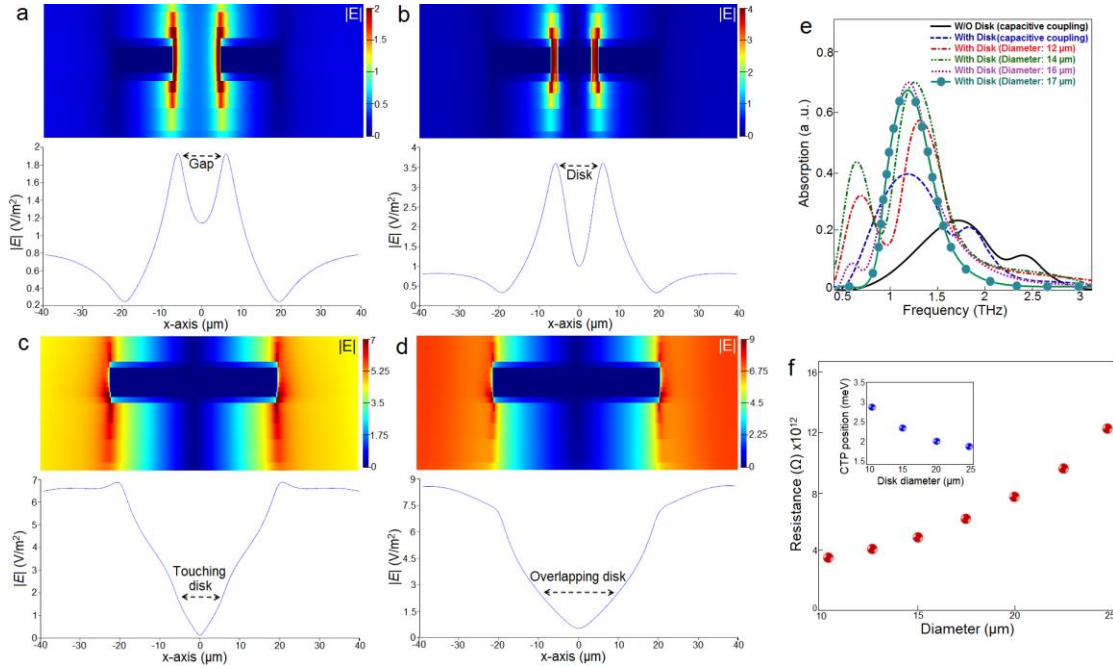 a
|E|
2
1
0
2
1.8
1.6
1.4
1.2
1
0.8
0.6
0.4
0.2
|E| (V/m²)
Gap
-40 -30 -20 -10 0 10 20 30 40
x-axis (µm)
b
|E|
4
3
2
1
0
4
3.5
3
2.5
2
1.5
1
0.5
0
|E| (V/m²)
Disk
-40 -30 -20 -10 0 10 20 30 40
x-axis (µm)
c
|E|
7
5.25
3.5
1.75
0
7
6
5
4
3
2
1
0
|E| (V/m²)
Touching
disk
-40 -30 -20 -10 0 10 20 30 40
x-axis (µm)
d
|E|
9
6.75
4.5
2.25
0
9
7.5
6
4.5
3
1.5
0
|E| (V/m²)
Overlapping disk
-40 -30 -20 -10 0 10 20 30 40
x-axis (µm)
e
W/O Disk (capacitive coupling)
With Disk (capacitive coupling)
With Disk (Diameter: 12 µm)
With Disk (Diameter: 14 µm)
With Disk (Diameter: 16 µm)
With Disk (Diameter: 17 µm)
0.8
0.6
0.4
0.2
0
Absorption (a .u.)
0.5 1 1.5 2 2.5 3
Frequency (THz)
f
16
12
8
4
0
Resistance (Ω) x10¹²
3.5
3
2.5
2
1.5
CTP position (meV)
10 15 20 25
Disk diameter (µm)
10 15 20 25
Diameter (µm)